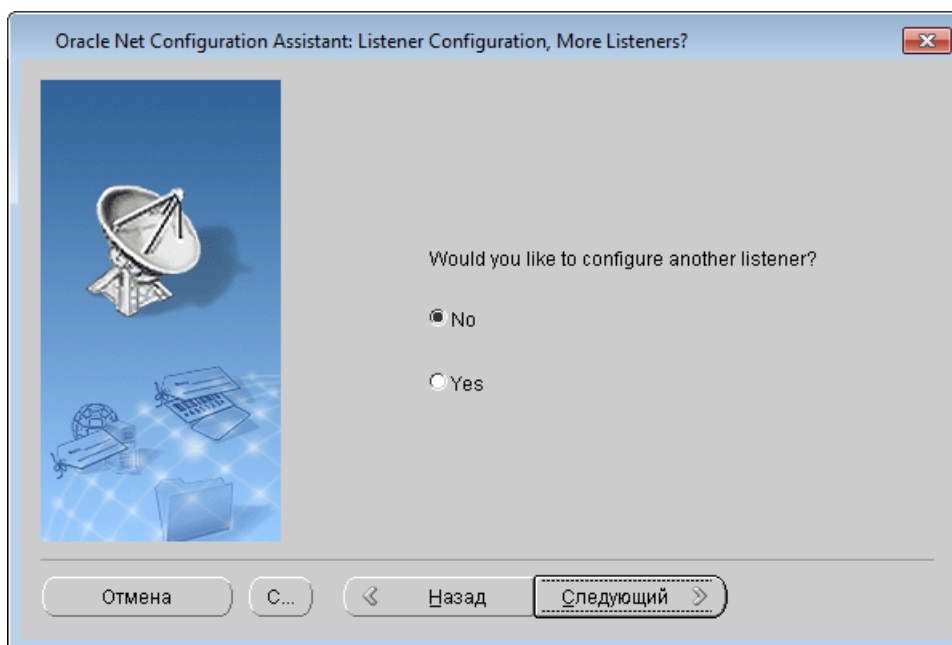 Oracle Net Configuration Assistant: Listener Configuration, More Listeners?
Would you like to configure another listener?
No
Yes
Отмена
С...
Назад
Следующий